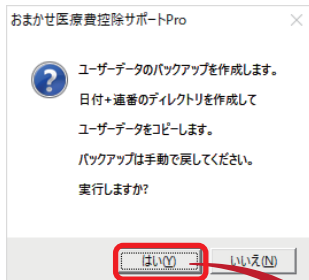 おまかせ医療費控除サポートPro
ユーザーデータのバックアップを作成します。
日付+連番のディレクトリを作成して
ユーザーデータをコピーします。
バックアップは手動で戻してください。
実行しますか?
はい(Y)
いいえ(N)